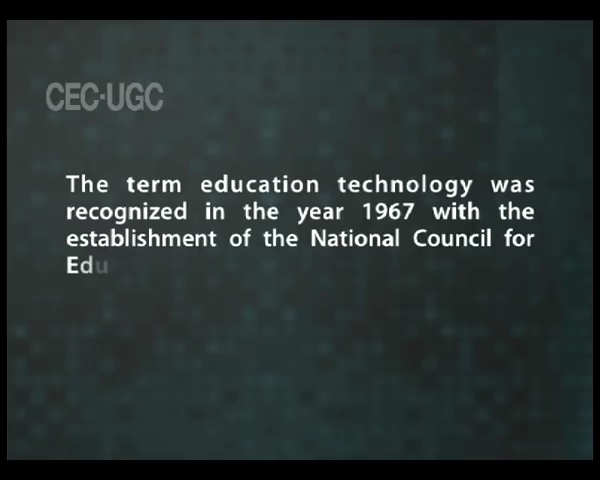 CEC-UGC
The term education technology was
recognized in the year 1967 with the
establishment of the National Council for
Edu